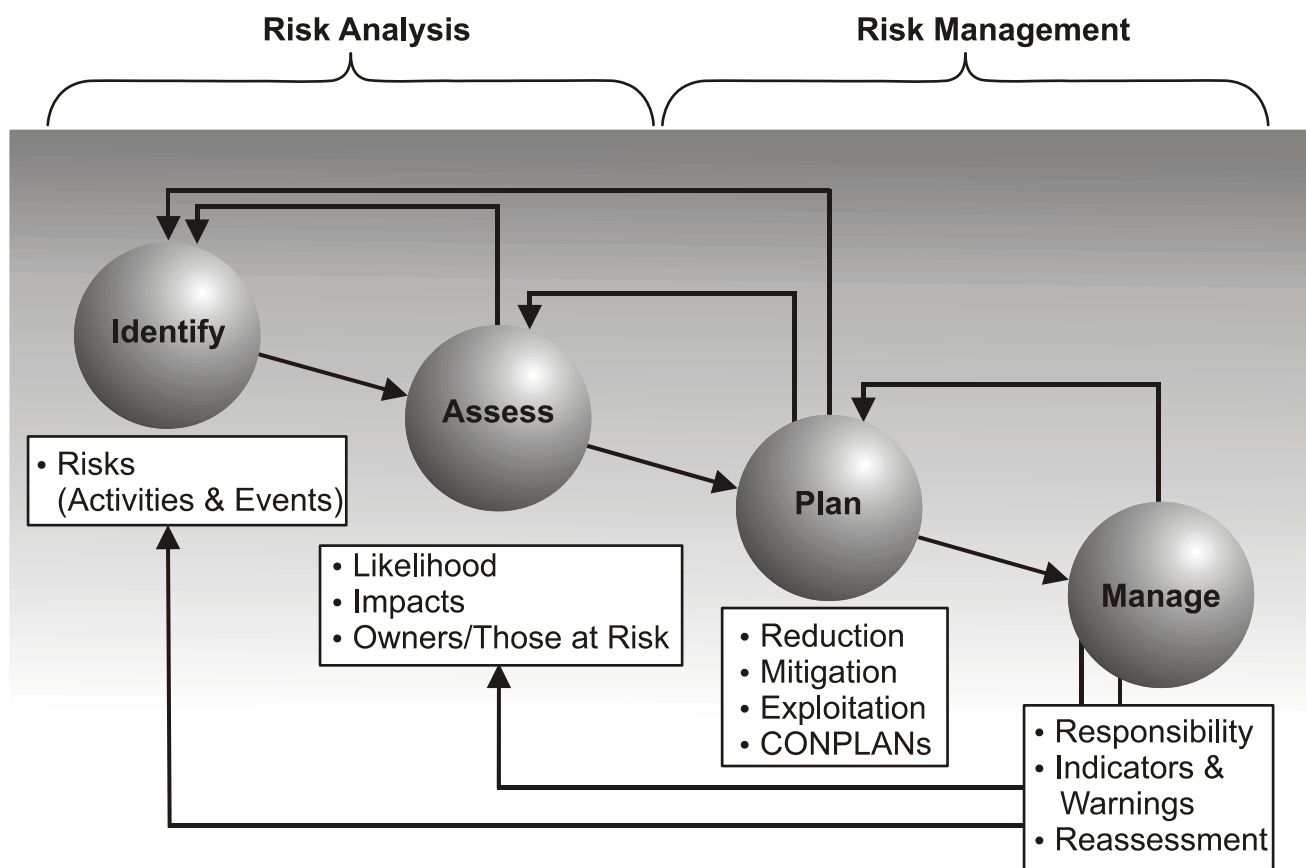 Risk Analysis
Risk Management
Identify
• Risks
(Activities & Events)
Assess
• Likelihood
• Impacts
• Owners/Those at Risk
Plan
• Reduction
• Mitigation
• Exploitation
• CONPLANs
Manage
• Responsibility
• Indicators &
Warnings
• Reassessment